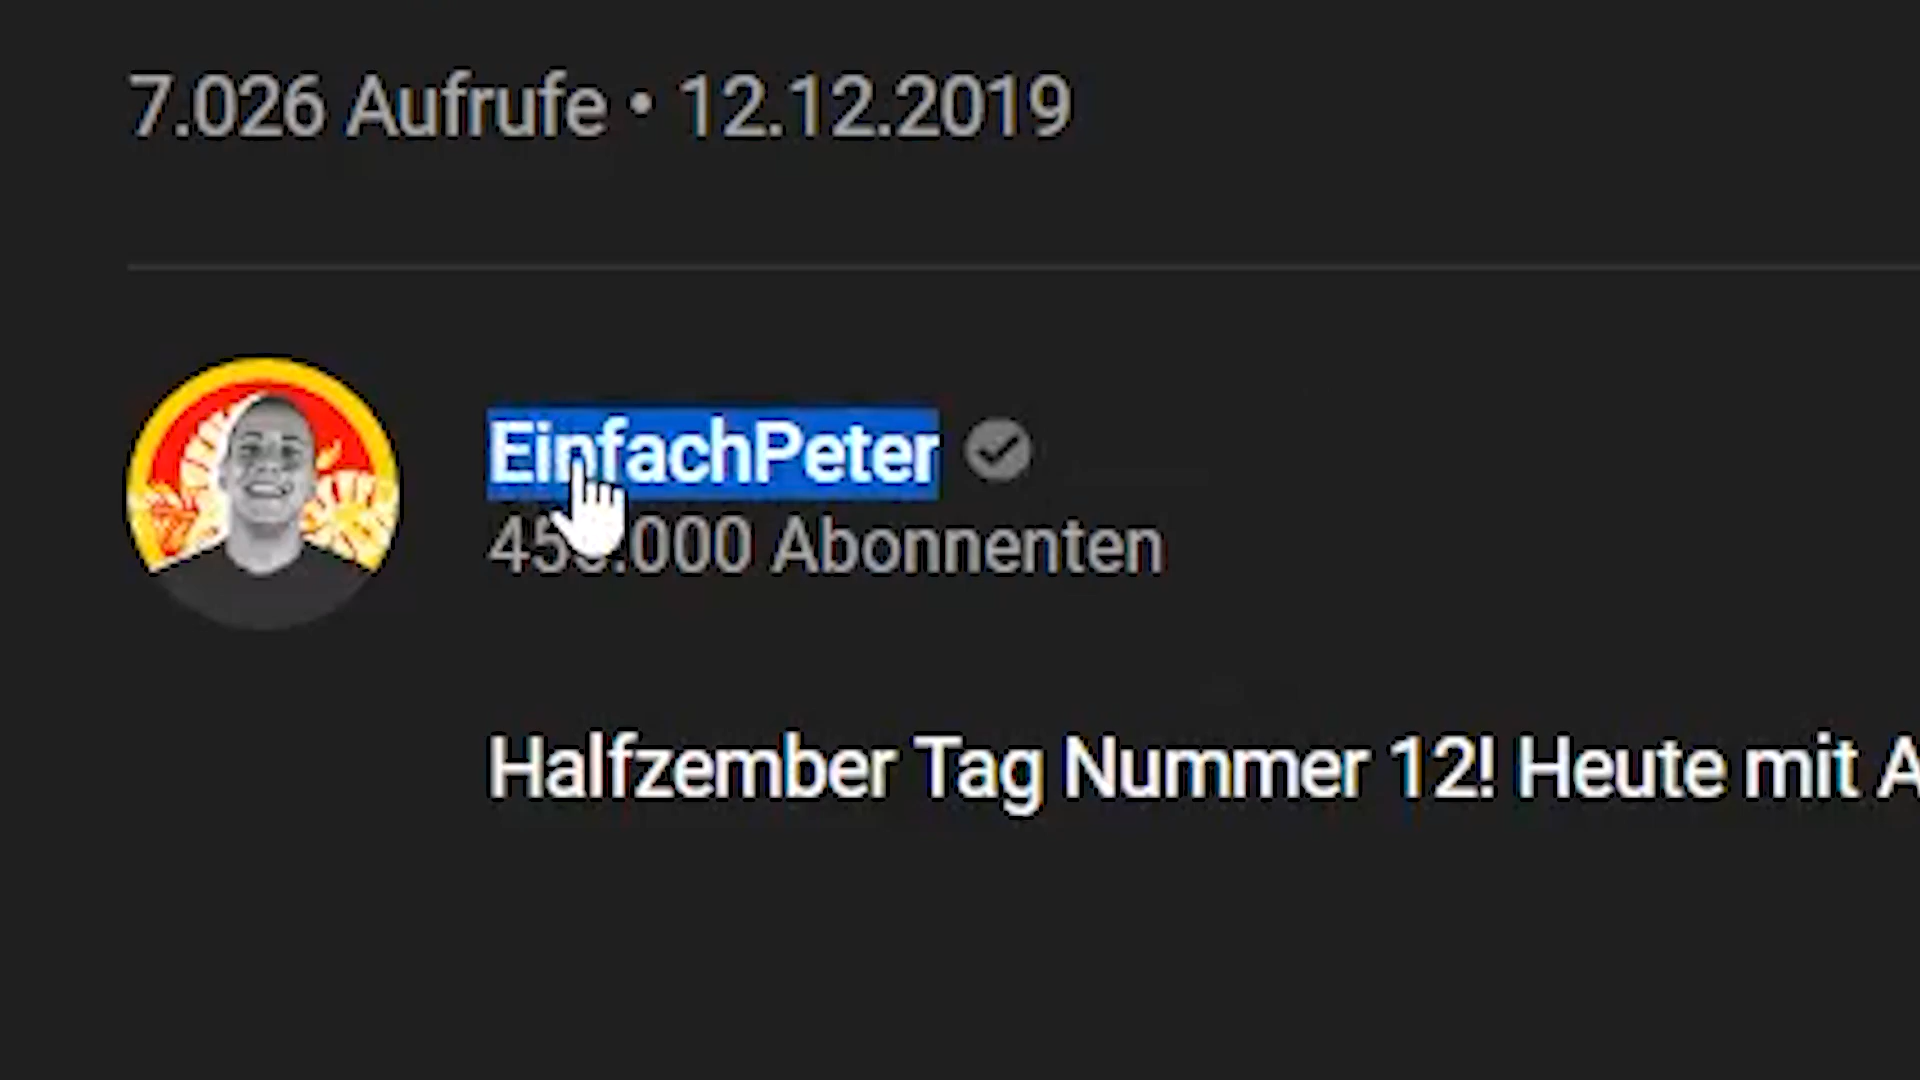 7.026 Aufrufe • 12.12.2019
EinfachPeter
Abonnenten
Halfzember Tag Nummer 12! Heute mit A